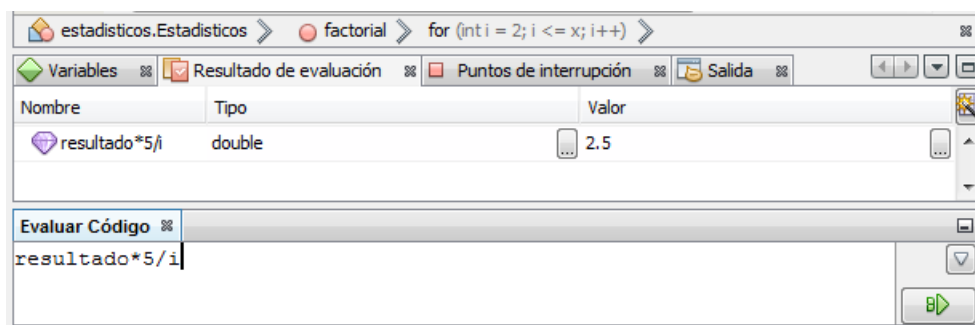 estadisticos.Estadisticos factorial for (int i = 2; i <= x; i++)
Variables Resultado de evaluación Puntos de interrupción Salida
Nombre Tipo Valor
resultado*5/i double ... 2.5 ...
Evaluar Código
resultado*5/i